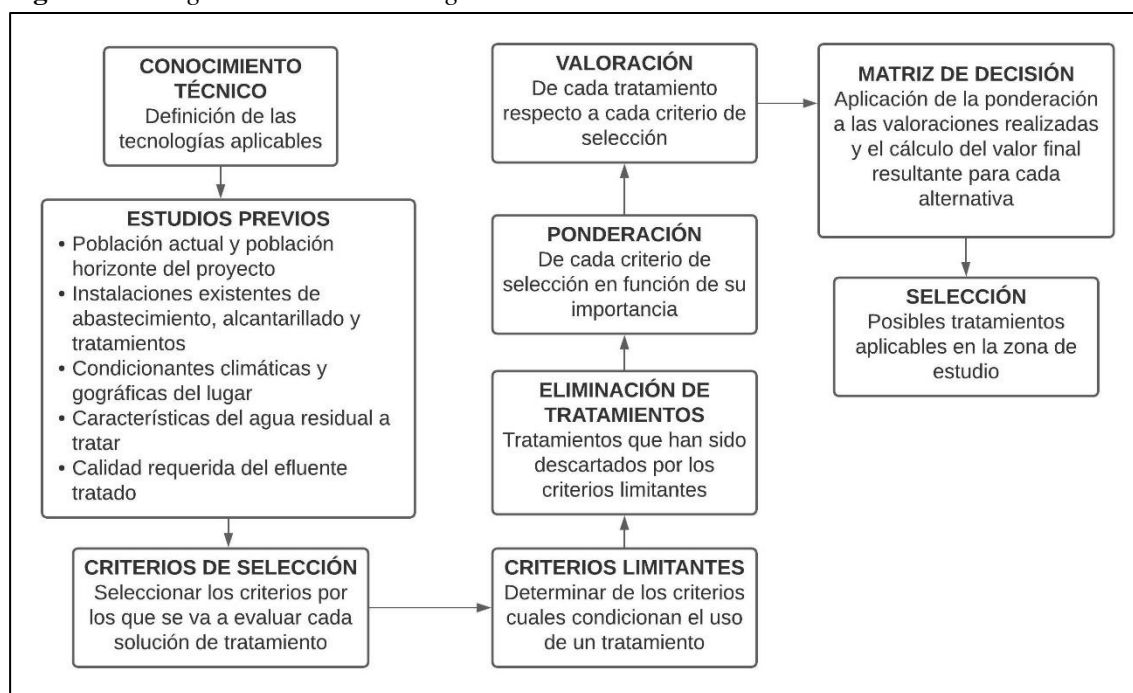 CONOCIMIENTO
TÉCNICO
Definición de las
tecnologías aplicables
ESTUDIOS PREVIOS
• Población actual y población
horizonte del proyecto
• Instalaciones existentes de
abastecimiento, alcantarillado y
tratamientos
• Condicionantes climáticas y
gográficas del lugar
• Características del agua residual a
tratar
• Calidad requerida del efluente
tratado
CRITERIOS DE SELECCIÓN
Seleccionar los criterios por
los que se va a evaluar cada
solución de tratamiento
CRITERIOS LIMITANTES
Determinar de los criterios
cuales condicionan el uso
de un tratamiento
ELIMINACIÓN DE
TRATAMIENTOS
Tratamientos que han sido
descartados por los
criterios limitantes
PONDERACIÓN
De cada criterio de
selección en función de su
importancia
VALORACIÓN
De cada tratamiento
respecto a cada criterio de
selección
MATRIZ DE DECISIÓN
Aplicación de la ponderación
a las valoraciones realizadas
y el cálculo del valor final
resultante para cada
alternativa
SELECCIÓN
Posibles tratamientos
aplicables en la zona de
estudio